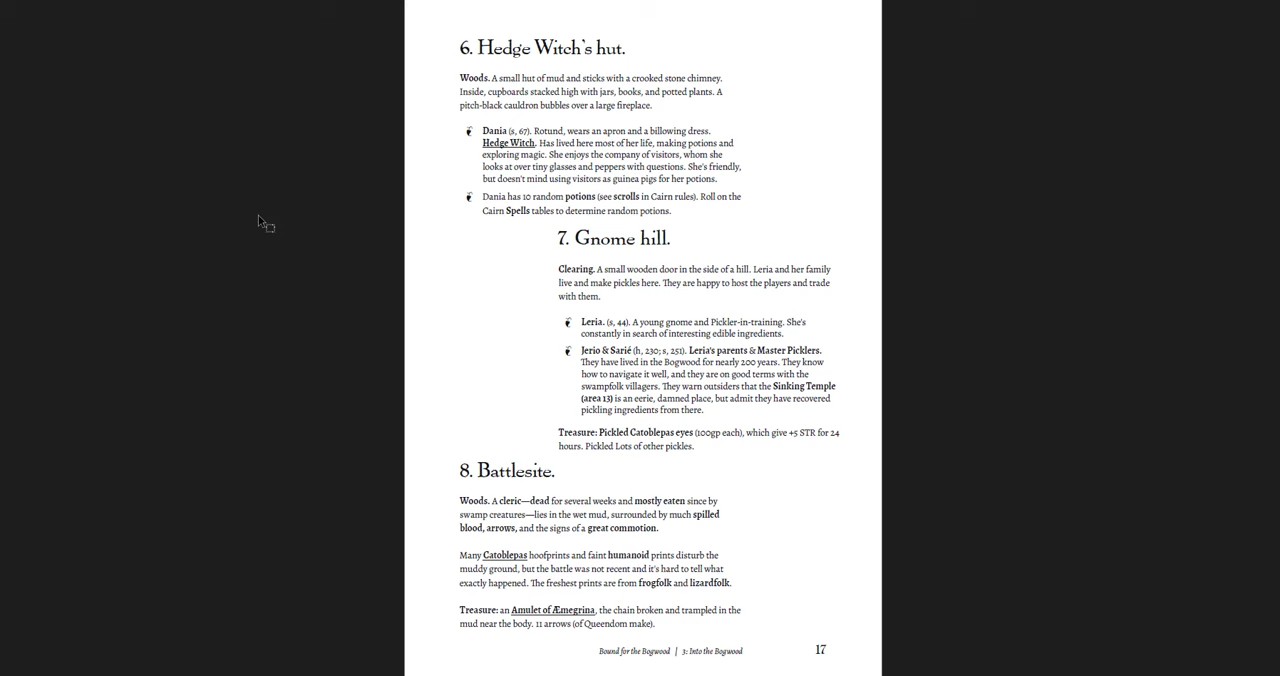 6. Hedge Witch's hut.
Woods. A small hut of mud and sticks with a crooked stone chimney.
Inside, cupboards stacked high with jars, books, and potted plants. A
pitch-black cauldron bubbles over a large fireplace.
Dania (s, 67). Rotund, wears an apron and a billowing dress.
Hedge Witch. Has lived here most of her life, making potions and
exploring magic. She enjoys the company of visitors, whom she
looks at over tiny glasses and peppers with questions. She's friendly,
but doesn't mind using visitors as guinea pigs for her potions.
Dania has 10 random potions (see scrolls in Cairn rules). Roll on the
Cairn Spells tables to determine random potions.
7. Gnome hill.
Clearing. A small wooden door in the side of a hill. Leria and her family
live and make pickles here. They are happy to host the players and trade
with them.
Leria. (s, 44). A young gnome and Pickler-in-training. She's
constantly in search of interesting edible ingredients.
Jerio & Sarié (h, 230; s, 251). Leria's parents & Master Picklers.
They have lived in the Bogwood for nearly 200 years. They know
how to navigate it well, and they are on good terms with the
swampfolk villagers. They warn outsiders that the Sinking Temple
(area 13) is an eerie, damned place, but admit they have recovered
pickling ingredients from there.
Treasure: Pickled Catoblepas eyes (100gp each), which give +5 STR for 24
hours. Pickled Lots of other pickles.
8. Battlesite.
Woods. A cleric—dead for several weeks and mostly eaten since by
swamp creatures—lies in the wet mud, surrounded by much spilled
blood, arrows, and the signs of a great commotion.
Many Catoblepas hoofprints and faint humanoid prints disturb the
muddy ground, but the battle was not recent and it's hard to tell what
exactly happened. The freshest prints are from frogfolk and lizardfolk.
Treasure: an Amulet of Æmegrina, the chain broken and trampled in the
mud near the body. 11 arrows (of Queendom make).
Bound for the Bogwood | 3: Into the Bogwood 17